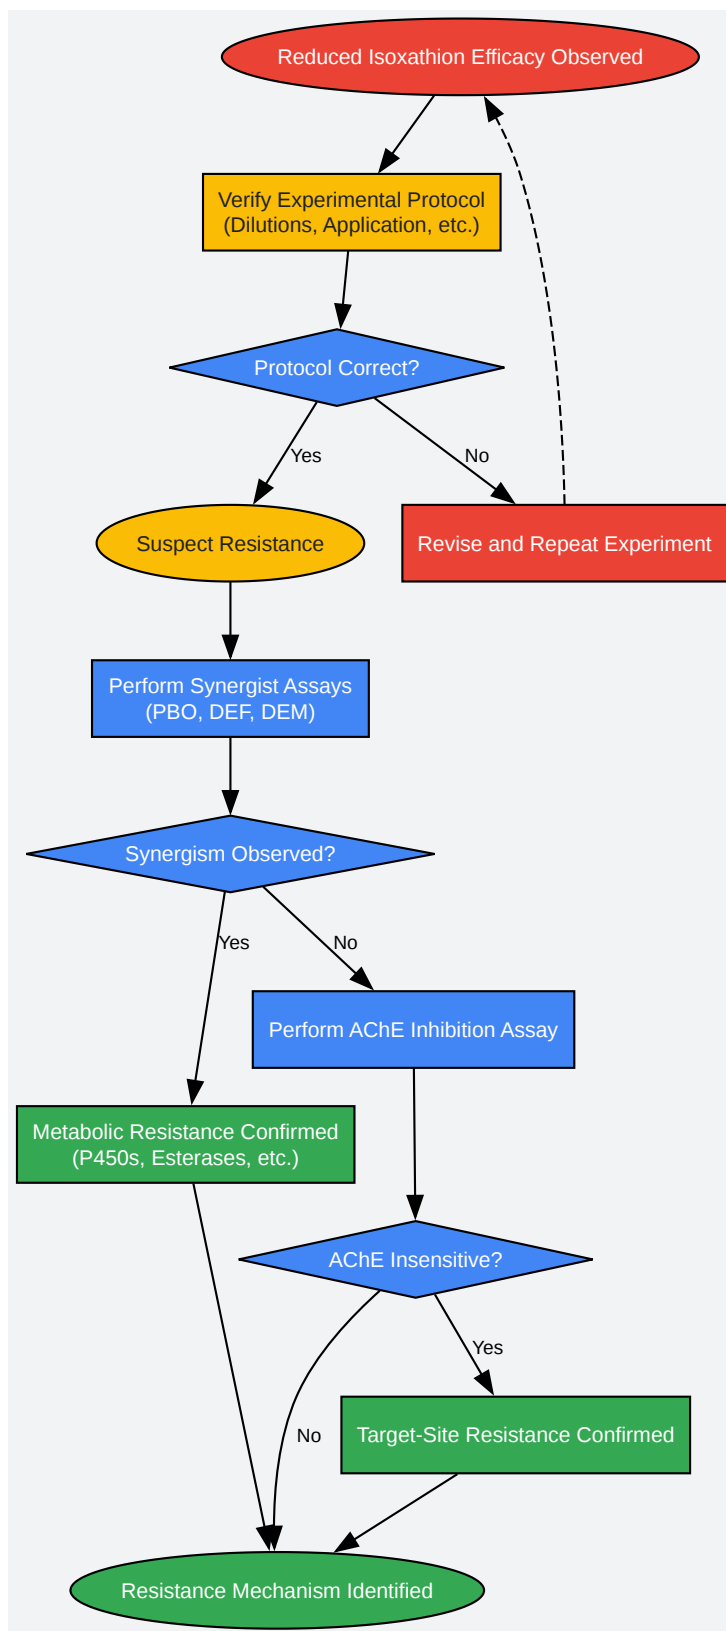 Reduced Isoxathion Efficacy Observed
Verify Experimental Protocol
(Dilutions, Application, etc.)
Protocol Correct?
Yes
No
Suspect Resistance
Revise and Repeat Experiment
Perform Synergist Assays
(PBO, DEF, DEM)
Synergism Observed?
Yes
No
Perform AChE Inhibition Assay
Metabolic Resistance Confirmed
(P450s, Esterases, etc.)
AChE Insensitive?
Yes
Target-Site Resistance Confirmed
No
Resistance Mechanism Identified